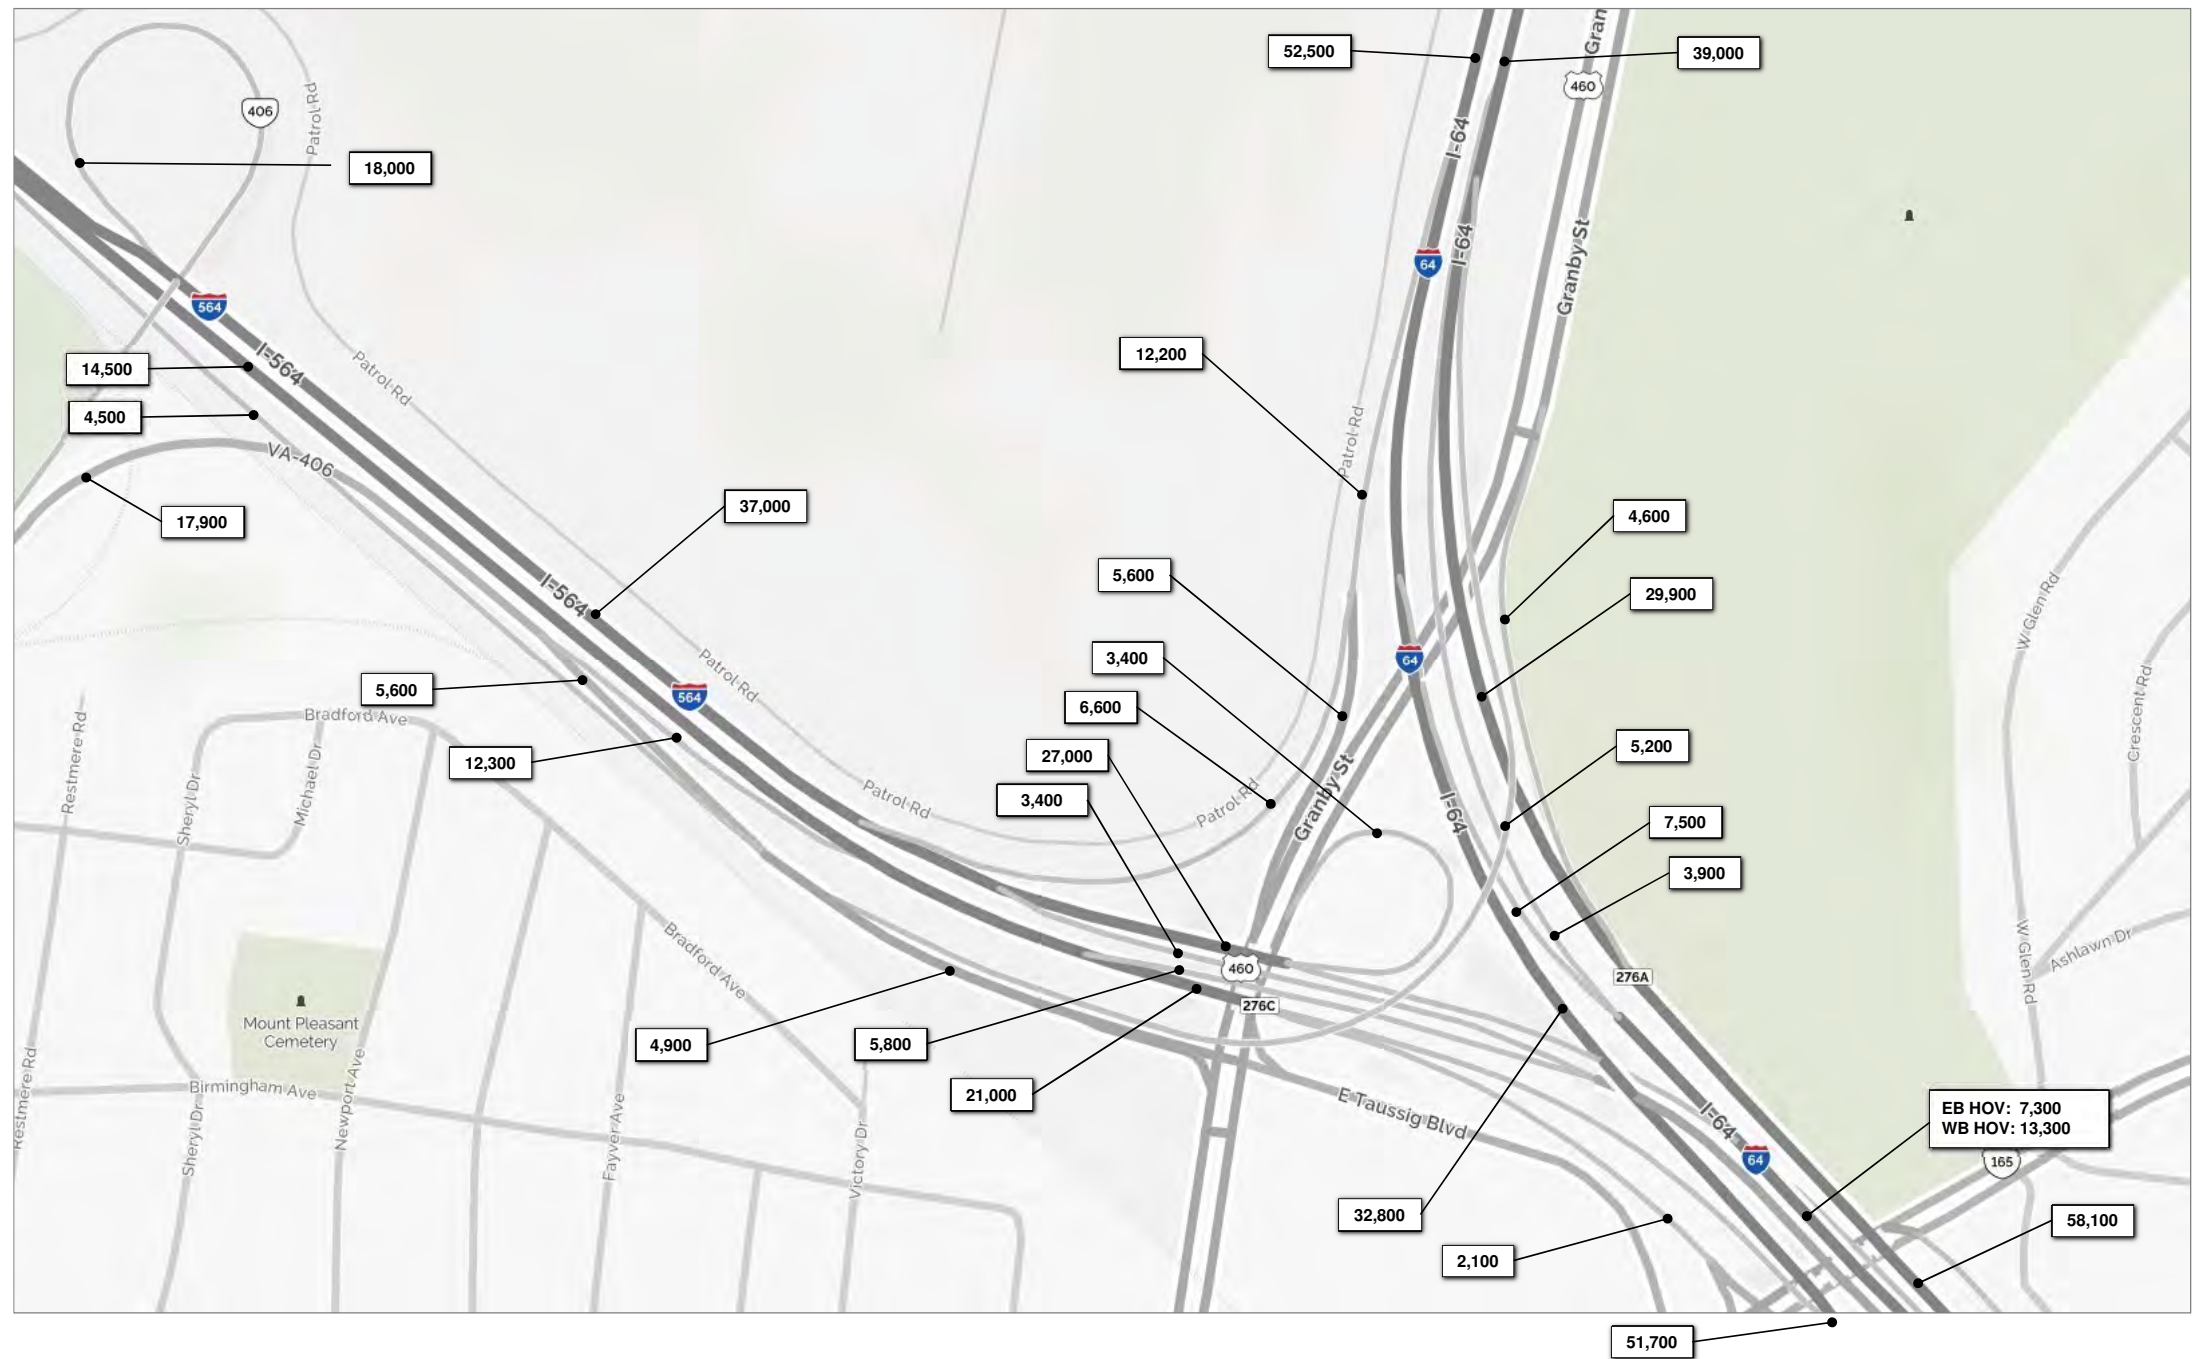 52,500
39,000
Gran
460
406
Patrol Rd
I-64
18,000
I-64
Granby St
64
564
14,500
I-564
12,200
Patrol Rd
4,500
Patrol Rd
VA-406
17,900
37,000
4,600
5,600
I-564
29,900
W Glen Rd
3,400
64
Patrol Rd
5,600
564
6,600
Crescent Rd
Bradford Ave
Restmere Rd
Michael Dr
Sheryl Dr
12,300
27,000
5,200
3,400
Patrol Rd
Patrol Rd
Granby St
I-64
7,500
3,900
Bradford Ave
W Glen Rd
Ashlawn Dr
460
276A
276C
Mount Pleasant
Cemetery
4,900
5,800
21,000
Restmere Rd
Birmingham Ave
Sheryl Dr
Newport Ave
Fayver Ave
Victory Dr
E Taussig Blvd
I-64
64
EB HOV: 7,300
WB HOV: 13,300
165
32,800
58,100
2,100
51,700